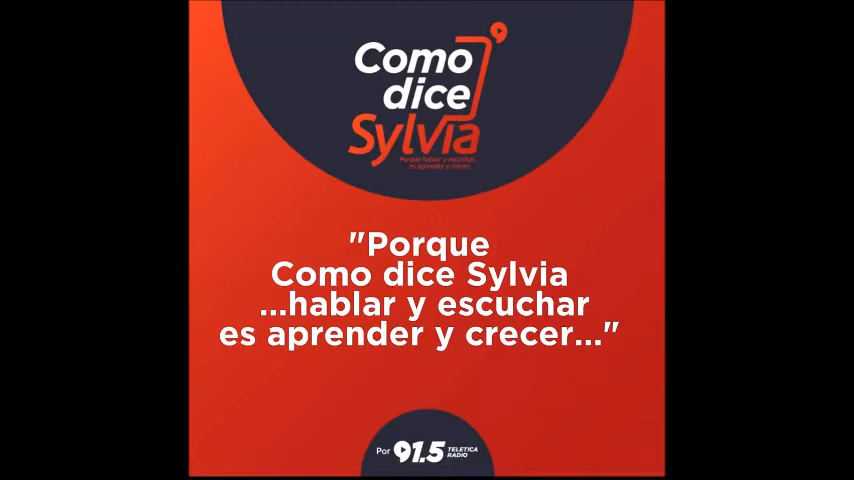 Como
dice
Sylvia
Porque hablar y escuchar,
es aprender y crecer...
"Porque
Como dice Sylvia
...hablar y escuchar
es aprender y crecer..."
Por 91.5 TELETICA
RADIO